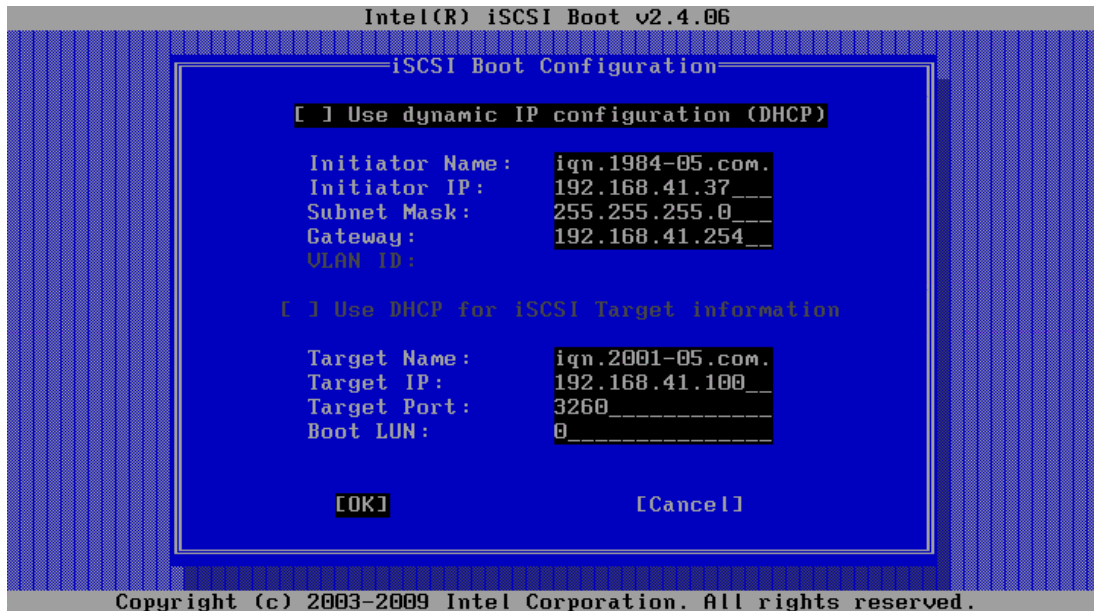 Intel(R) iSCSI Boot v2.4.06
iSCSI Boot Configuration
[ ] Use dynamic IP configuration (DHCP)
Initiator Name: iqn.1984-05.com.
Initiator IP: 192.168.41.37___
Subnet Mask: 255.255.255.0___
Gateway: 192.168.41.254__
VLAN ID:
[ ] Use DHCP for iSCSI Target information
Target Name: iqn.2001-05.com.
Target IP: 192.168.41.100__
Target Port: 3260____________
Boot LUN: 0_______________
[OK] [Cancel]
Copyright (c) 2003-2009 Intel Corporation. All rights reserved.